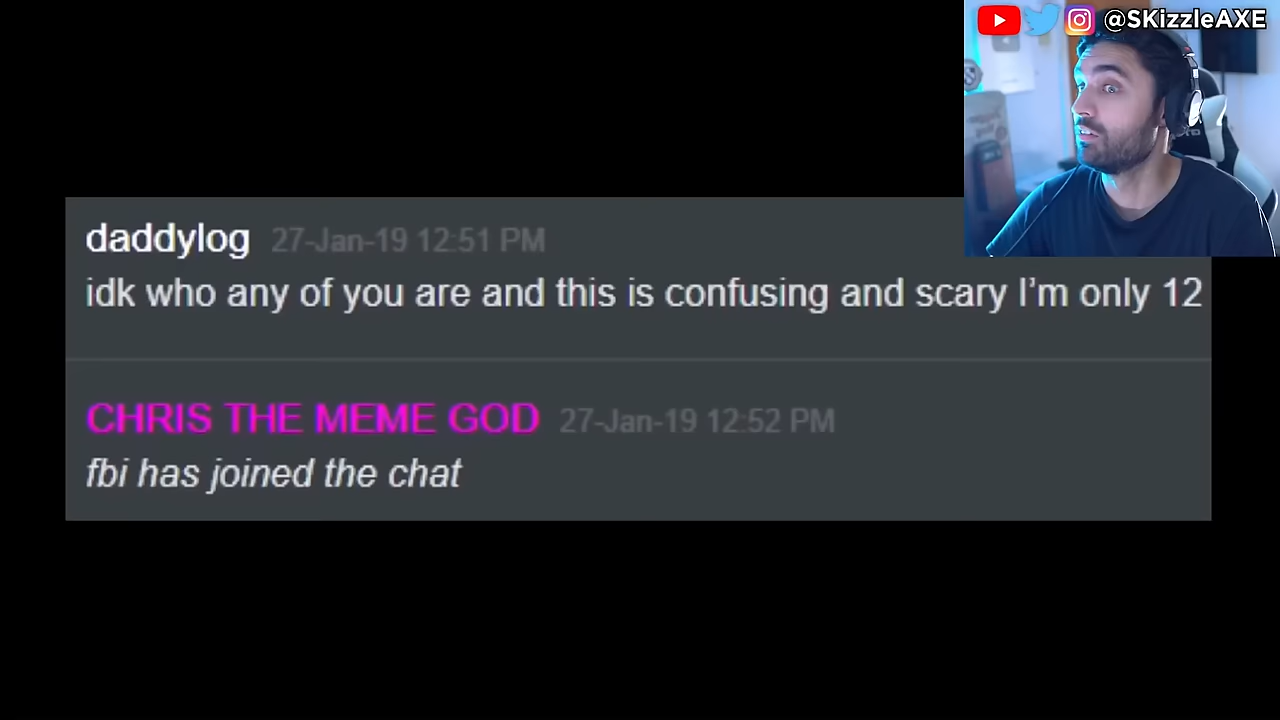 @SKizzleAXE
daddylog 27-Jan-19 12:51 PM
idk who any of you are and this is confusing and scary I'm only 12
CHRIS THE MEME GOD 27-Jan-19 12:52 PM
fbi has joined the chat